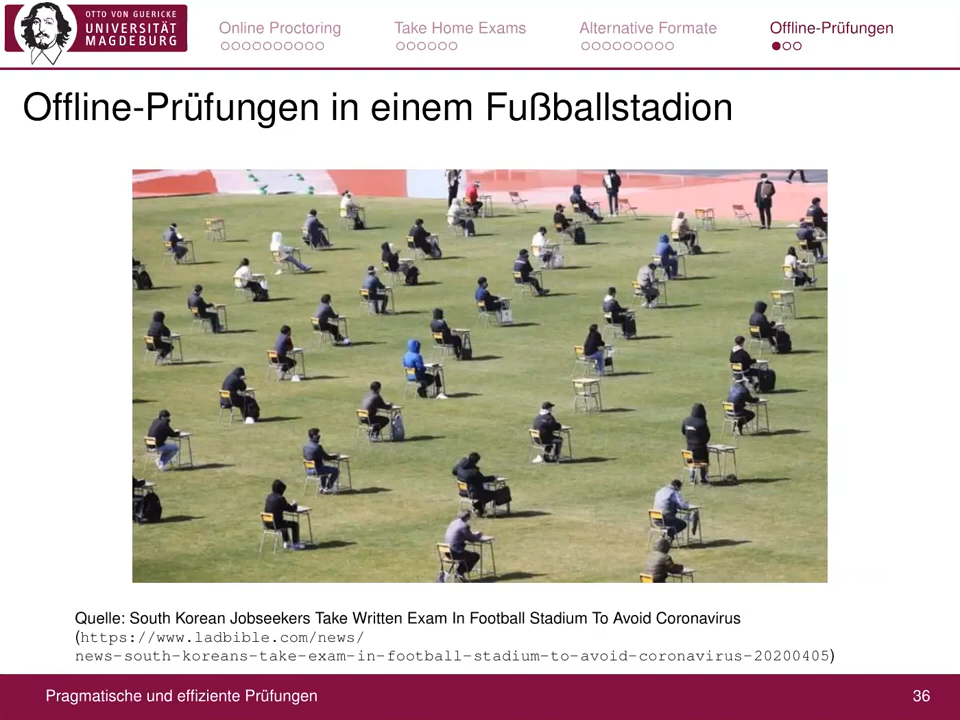 OTTO VON GUERICKE
UNIVERSITÄT
MAGDEBURG
Online Proctoring
Take Home Exams
Alternative Formate
Offline-Prüfungen
Offline-Prüfungen in einem Fußballstadion
Quelle: South Korean Jobseekers Take Written Exam In Football Stadium To Avoid Coronavirus
(https://www.ladbible.com/news/
news-south-koreans-take-exam-in-football-stadium-to-avoid-coronavirus-20200405)
Pragmatische und effiziente Prüfungen
36